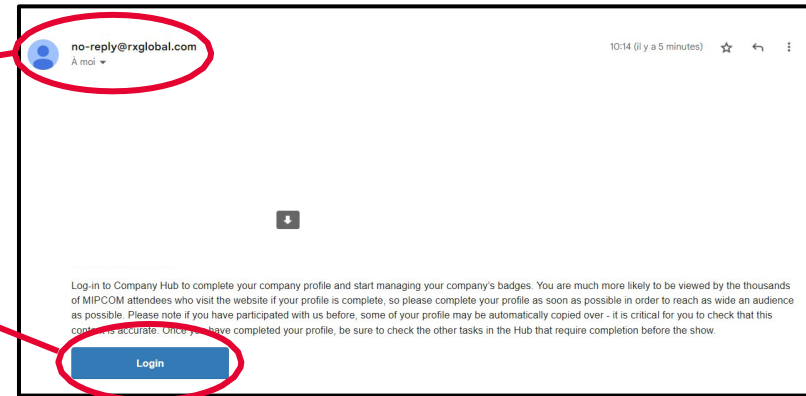 no-reply@rxglobal.com
10:14 (il y a 5 minutes)
À moi
Log-in to Company Hub to complete your company profile and start managing your company's badges. You are much more likely to be viewed by the thousands
of MIPCOM attendees who visit the website if your profile is complete, so please complete your profile as soon as possible in order to reach as wide an audience
as possible. Please note if you have participated with us before, some of your profile may be automatically copied over - it is critical for you to check that this
content is accurate. Once you have completed your profile, be sure to check the other tasks in the Hub that require completion before the show.
Login